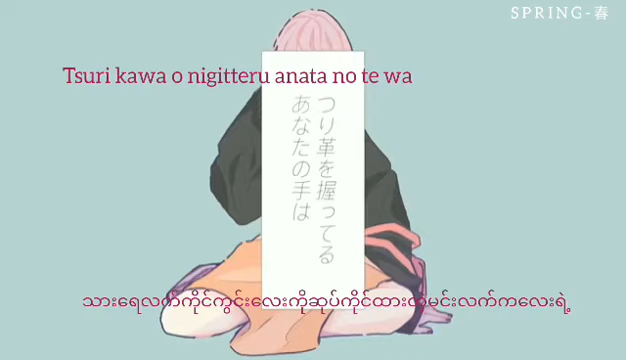 SPRING-春
Tsuri kawa o nigitteru anata no te wa
つり革を握ってる
あなたの手は
သားရေလက်ကိုင်ကွင်းလေးကိုဆုပ်ကိုင်ထားတဲ့မင်းလက်ကလေးရဲ့